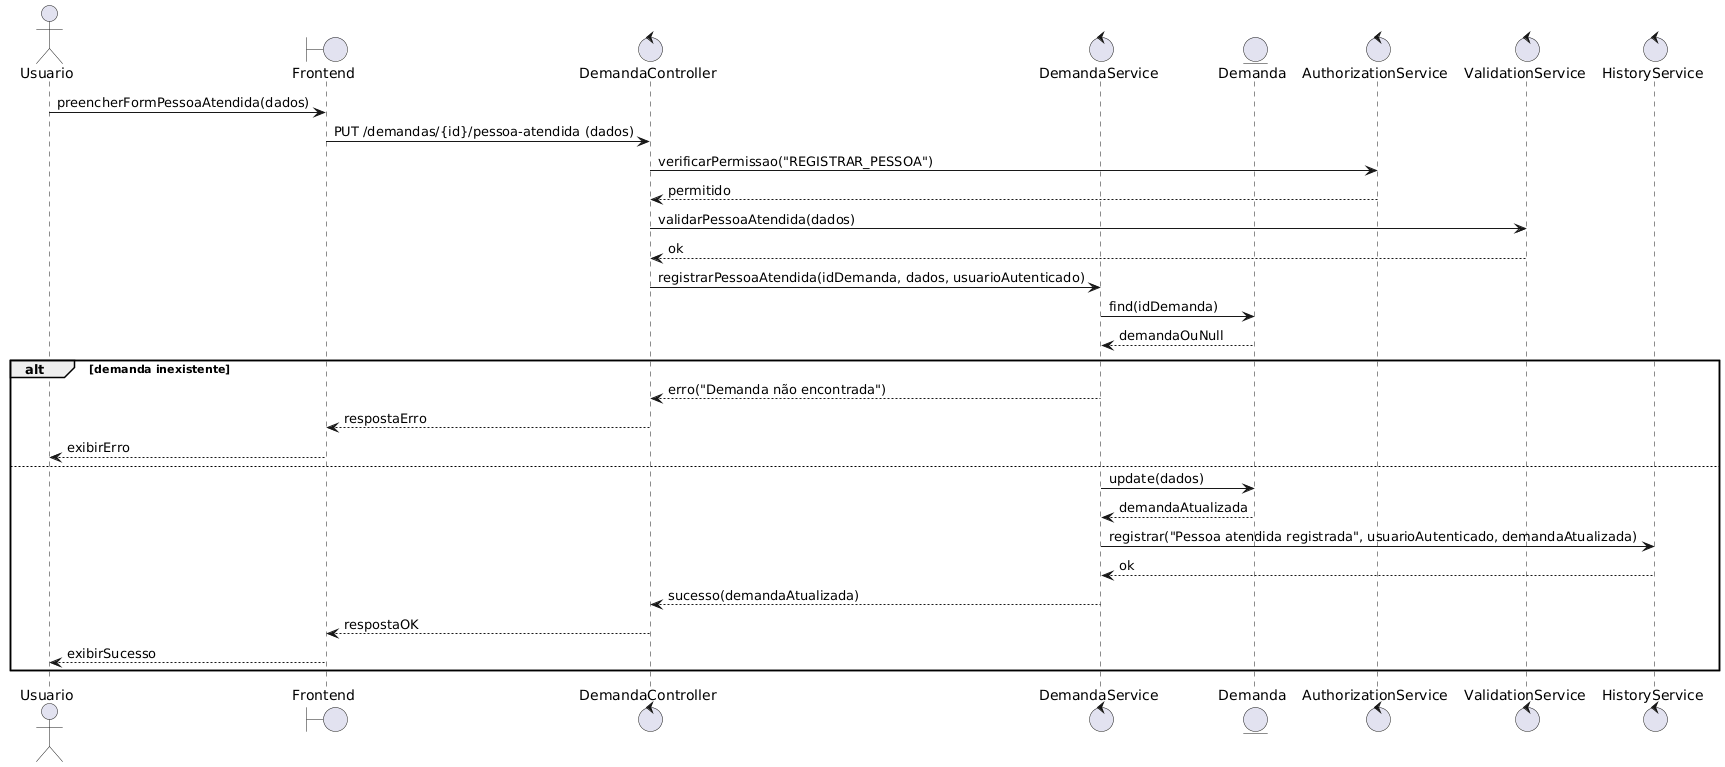 Usuario
Frontend
DemandaController
DemandaService
Demanda
AuthorizationService
ValidationService
HistoryService
preencherFormPessoaAtendida(dados)
PUT /demandas/{id}/pessoa-atendida (dados)
verificarPermissao("REGISTRAR_PESSOA")
permitido
validarPessoaAtendida(dados)
ok
registrarPessoaAtendida(idDemanda, dados, usuarioAutenticado)
find(idDemanda)
demandaOuNull
alt [demanda inexistente]
erro("Demanda não encontrada")
respostaErro
exibirErro
update(dados)
demandaAtualizada
registrar("Pessoa atendida registrada", usuarioAutenticado, demandaAtualizada)
ok
sucesso(demandaAtualizada)
respostaOK
exibirSucesso
Usuario
Frontend
DemandaController
DemandaService
Demanda
AuthorizationService
ValidationService
HistoryService